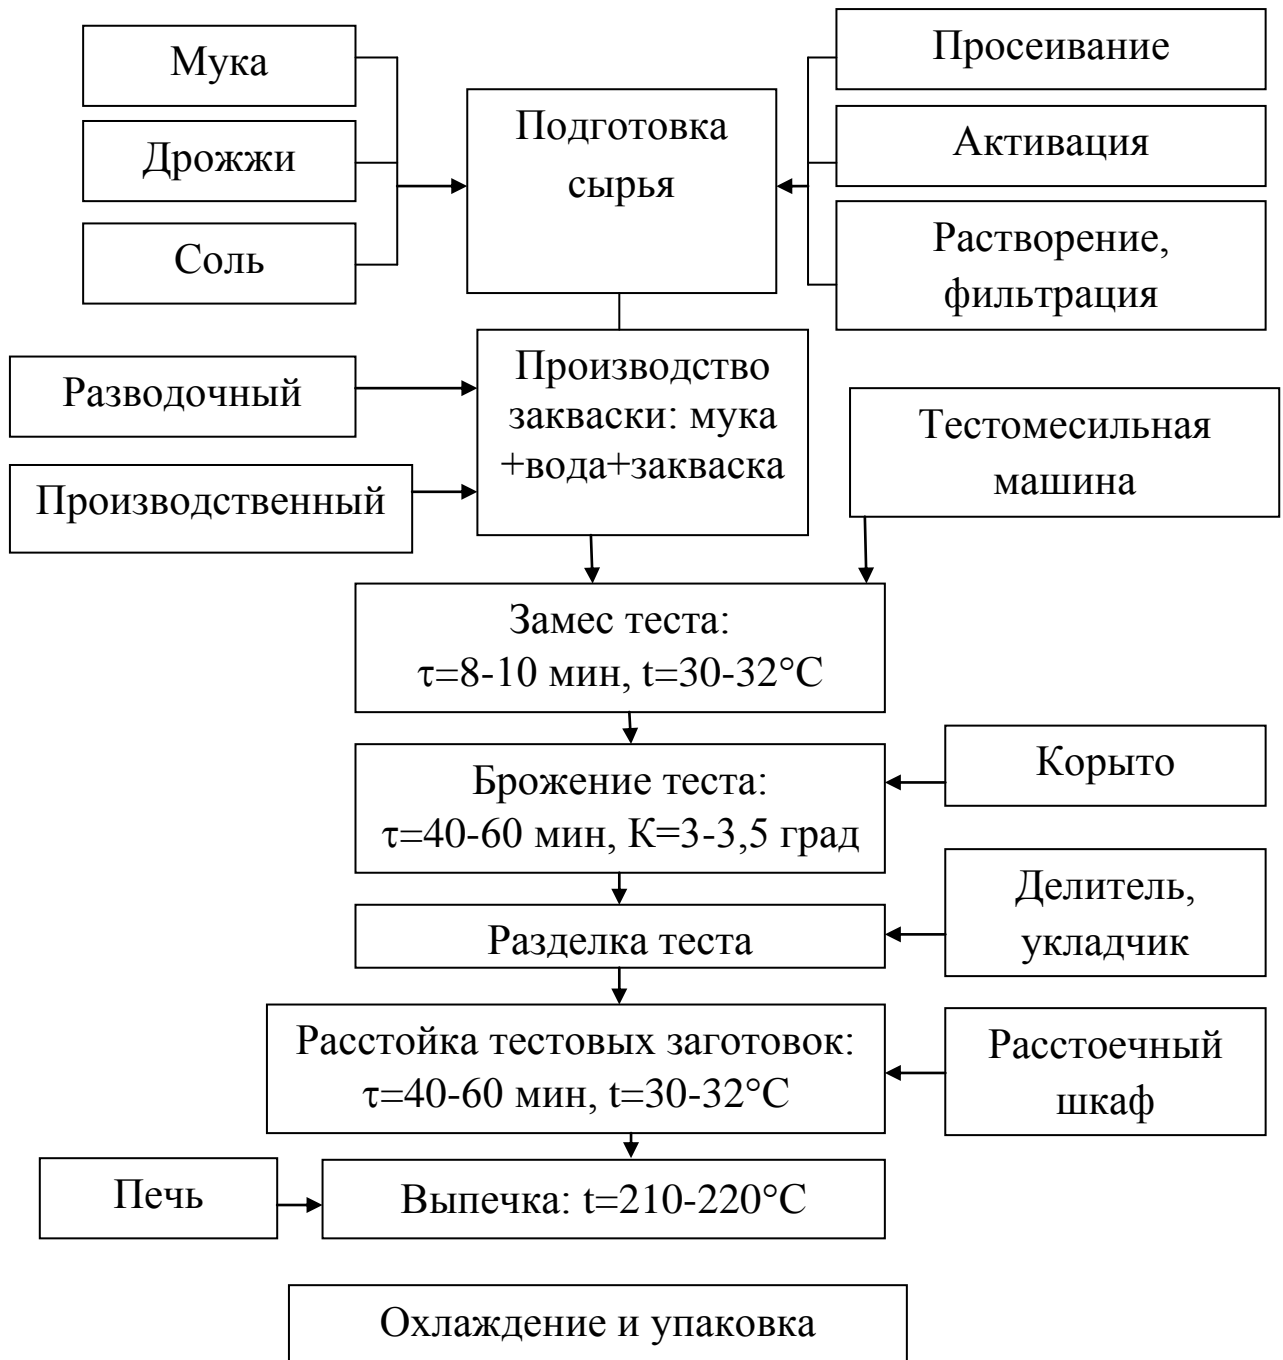 Мука
Дрожжи
Соль
Подготовка
сырья
Просеивание
Активация
Растворение,
фильтрация
Разводочный
Производственный
Производство
закваски: мука
+вода+закваска
Тестомесильная
машина
Замес теста:
τ=8-10 мин, t=30-32°C
Брожение теста:
τ=40-60 мин, К=3-3,5 град
Корыто
Разделка теста
Делитель,
укладчик
Расстойка тестовых заготовок:
τ=40-60 мин, t=30-32°C
Расстоечный
шкаф
Печь
Выпечка: t=210-220°C
Охлаждение и упаковка